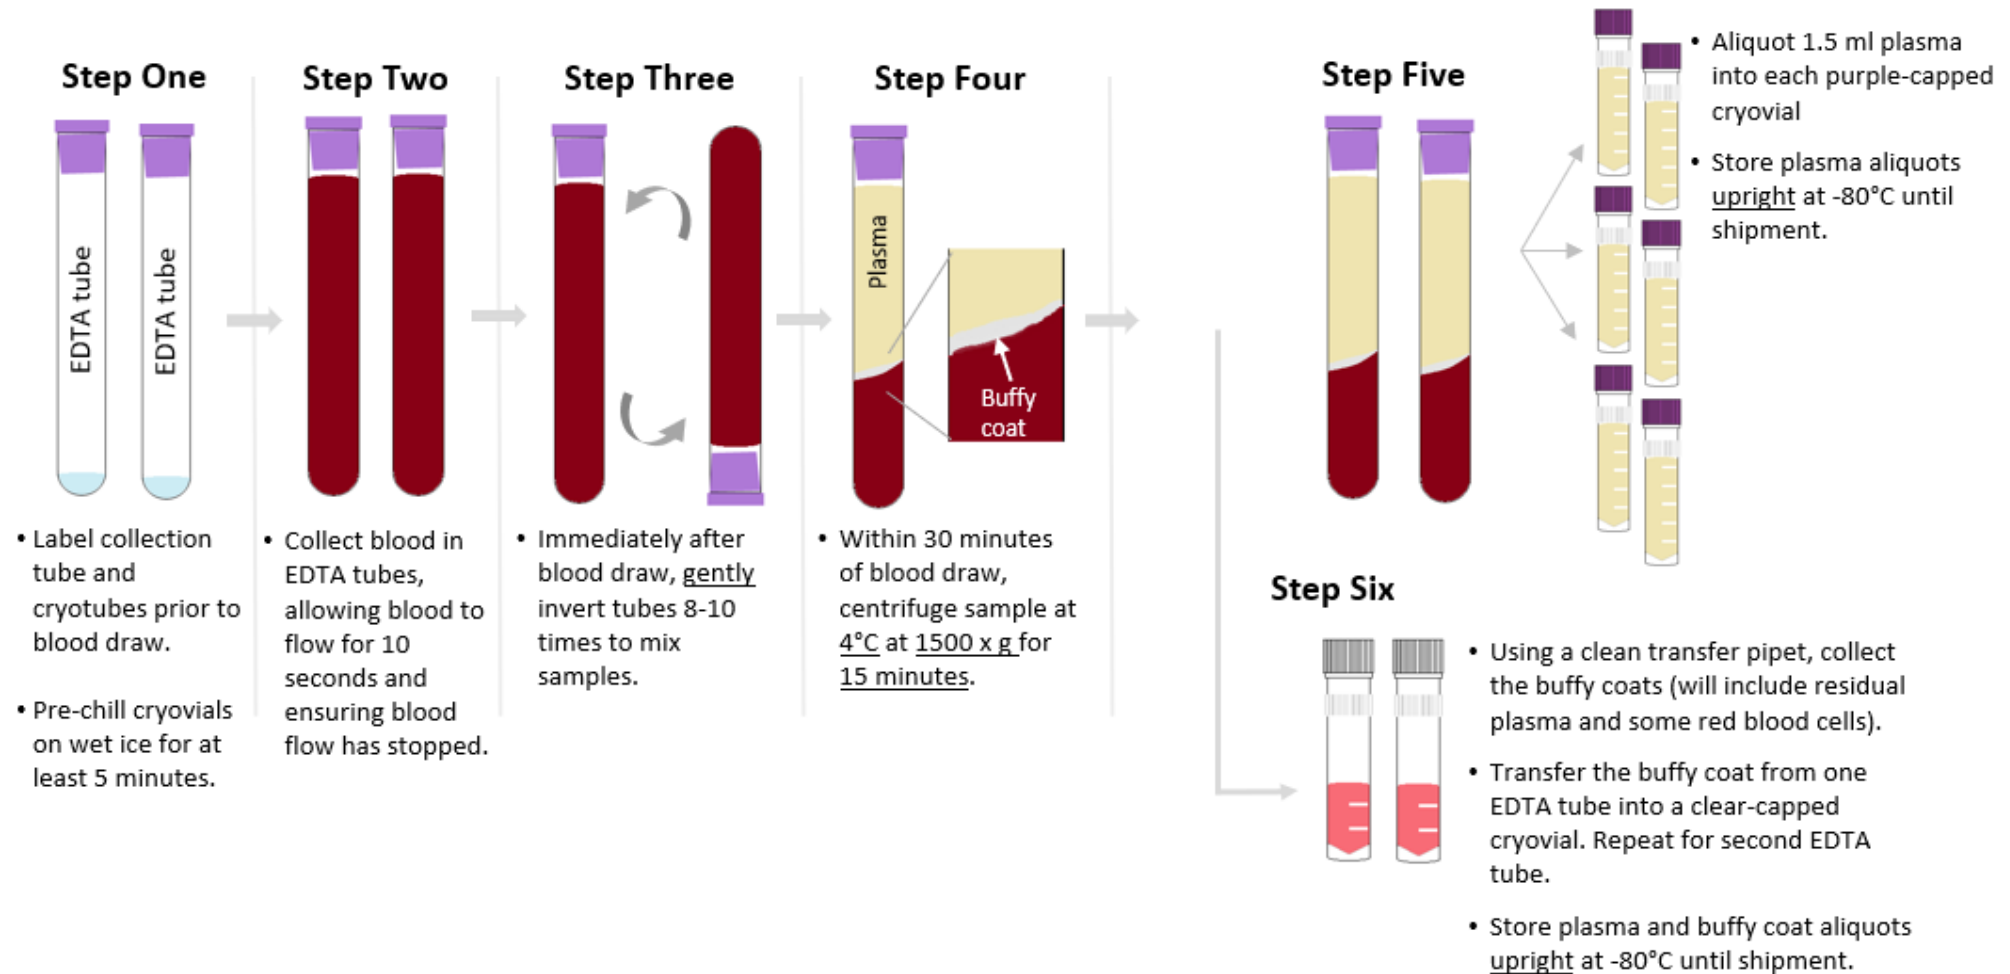 Step One
EDTA tube
EDTA tube
• Label collection
tube and
cryotubes prior to
blood draw.
• Pre-chill cryovials
on wet ice for at
least 5 minutes.
Step Two
• Collect blood in
EDTA tubes,
allowing blood to
flow for 10
seconds and
ensuring blood
flow has stopped.
Step Three
• Immediately after
blood draw, gently
invert tubes 8-10
times to mix
samples.
Step Four
Plasma
Buffy
coat
• Within 30 minutes
of blood draw,
centrifuge sample at
4°C at 1500 x g for
15 minutes.
Step Five
• Aliquot 1.5 ml plasma
into each purple-capped
cryovial
• Store plasma aliquots
upright at -80°C until
shipment.
Step Six
• Using a clean transfer pipet, collect
the buffy coats (will include residual
plasma and some red blood cells).
• Transfer the buffy coat from one
EDTA tube into a clear-capped
cryovial. Repeat for second EDTA
tube.
• Store plasma and buffy coat aliquots
upright at -80°C until shipment.